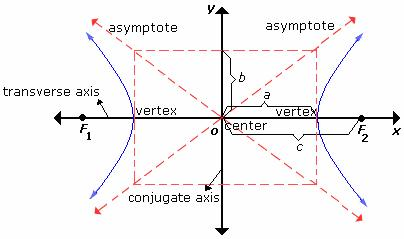 y
asymptote
asymptote
b
a
transverse axis
vertex
vertex
F1
o
center
F2
x
c
conjugate axis